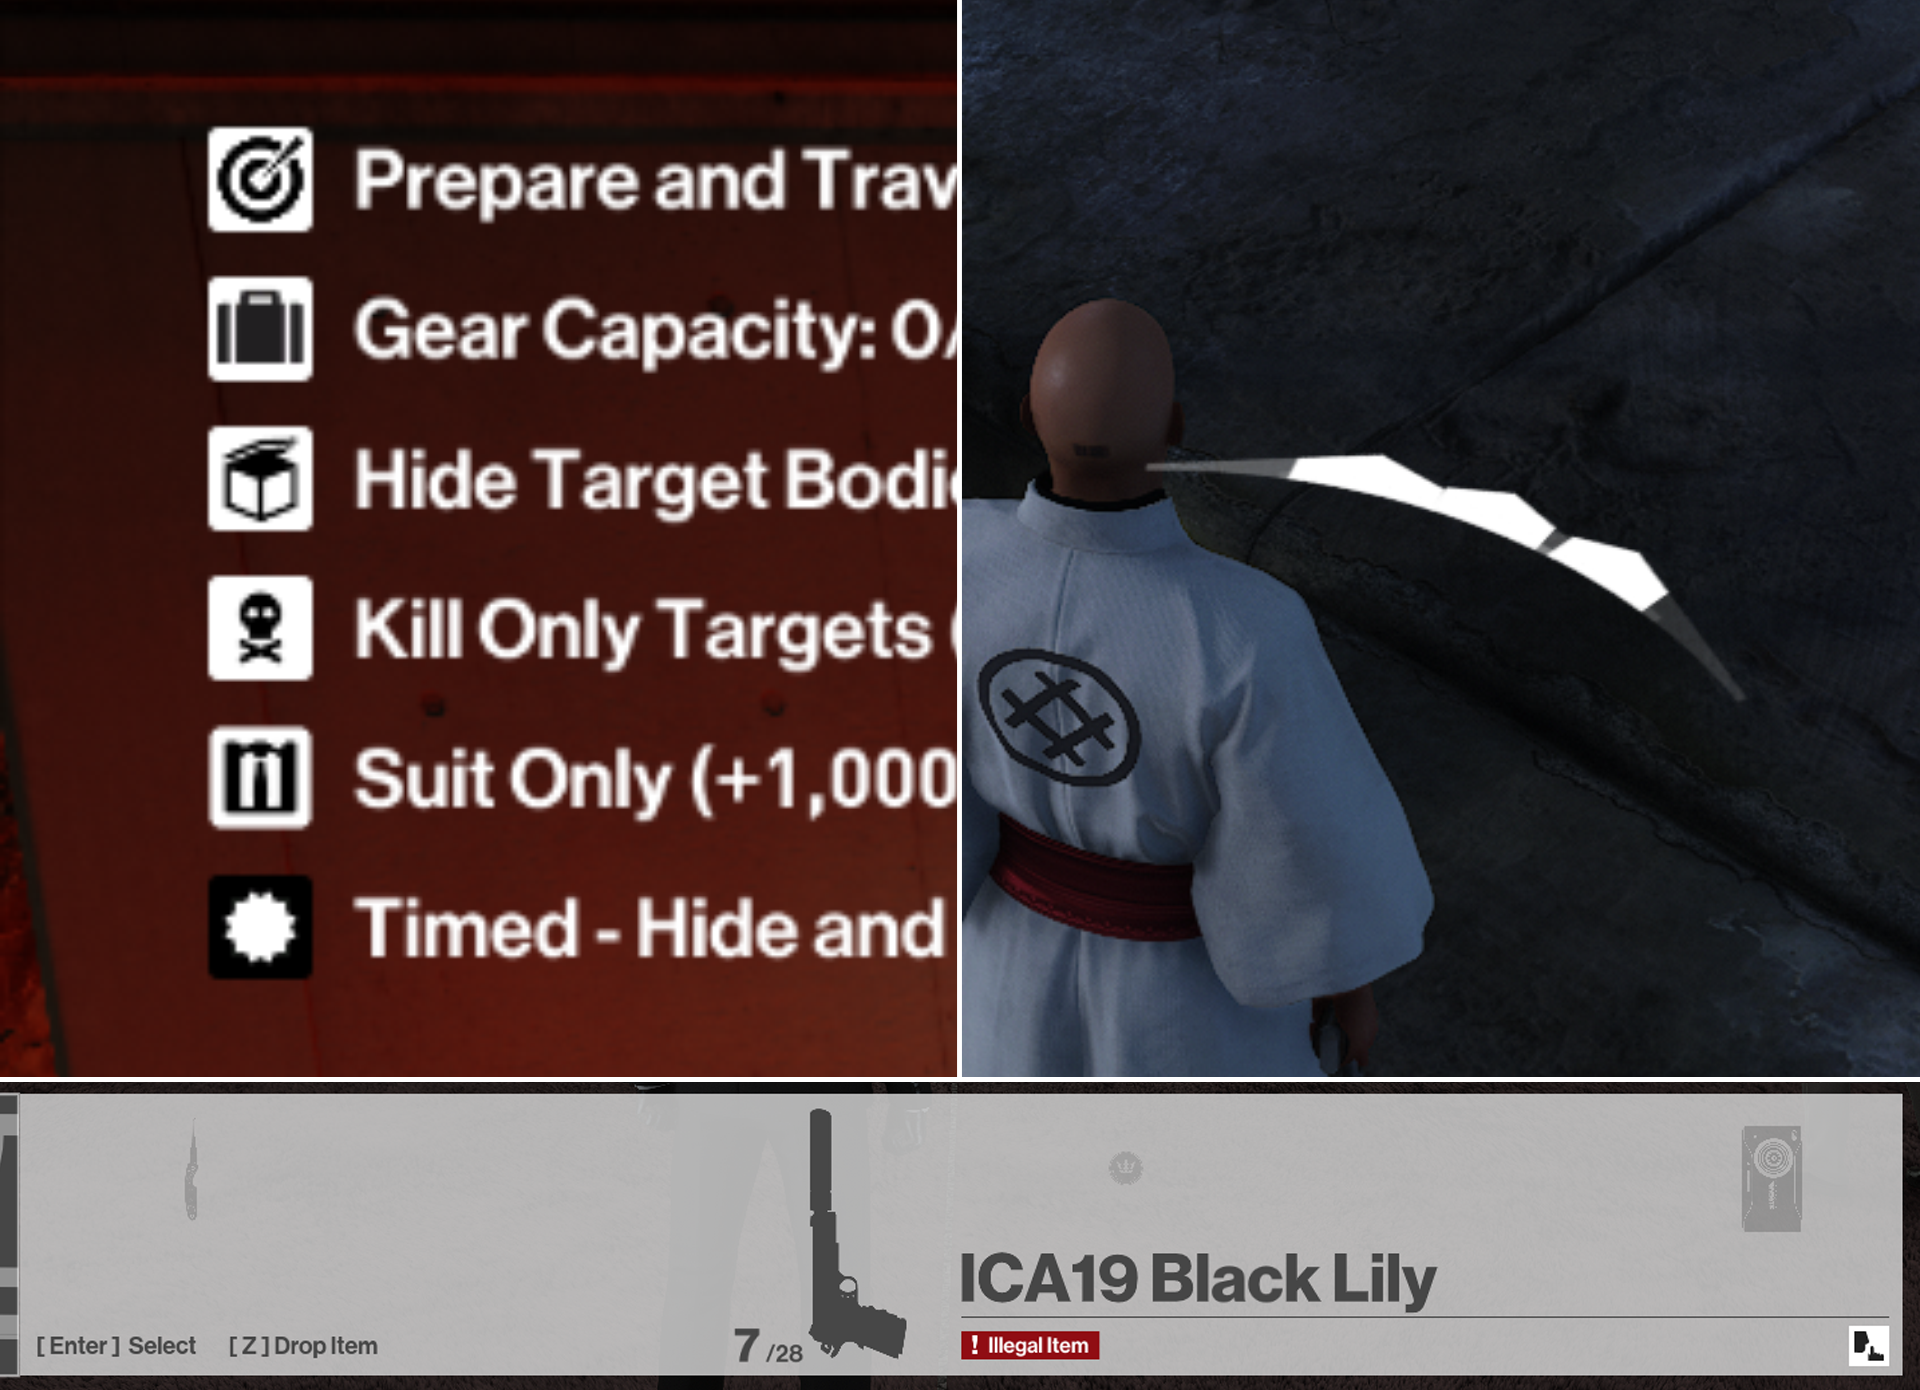 Prepare and Trav
Gear Capacity: 0/
Hide Target Bodi
Kill Only Targets (
Suit Only (+1,000
Timed - Hide and
ICA19 Black Lily
[ Enter ] Select [ Z ] Drop Item
7 /28
! Illegal Item